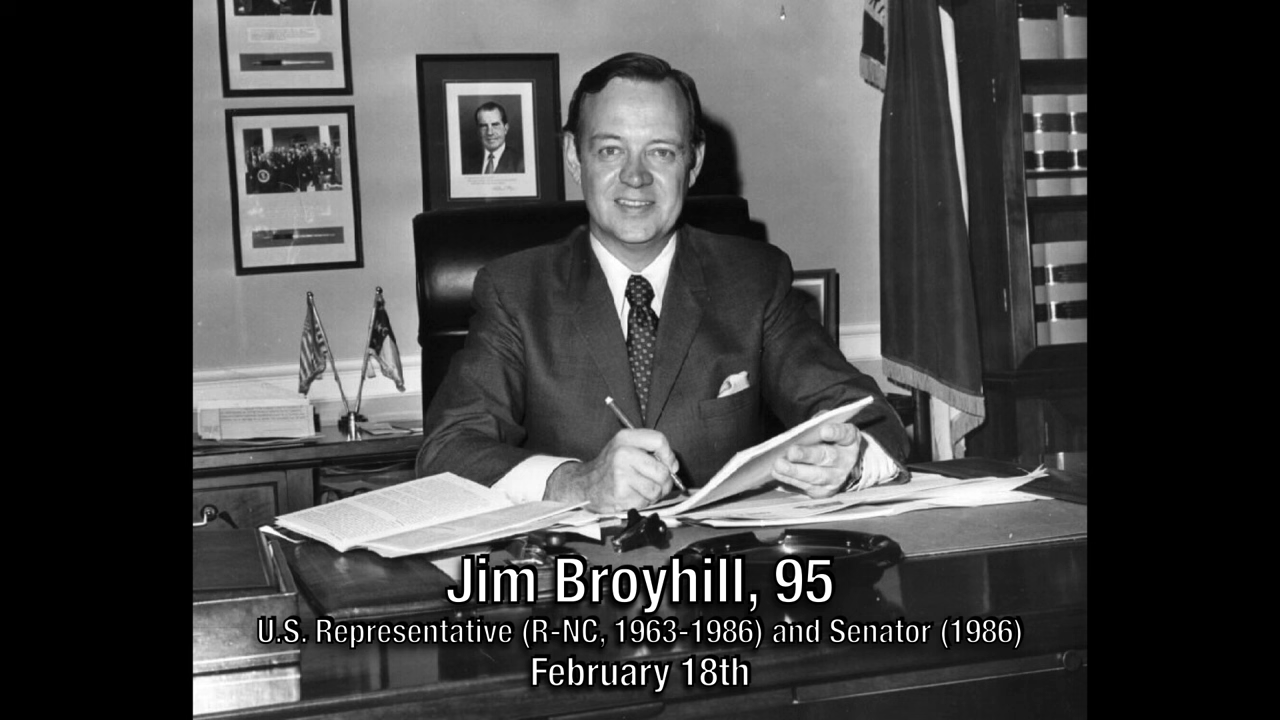 Jim Broyhill, 95
U.S. Representative (R-NC, 1963-1986) and Senator (1986)
February 18th